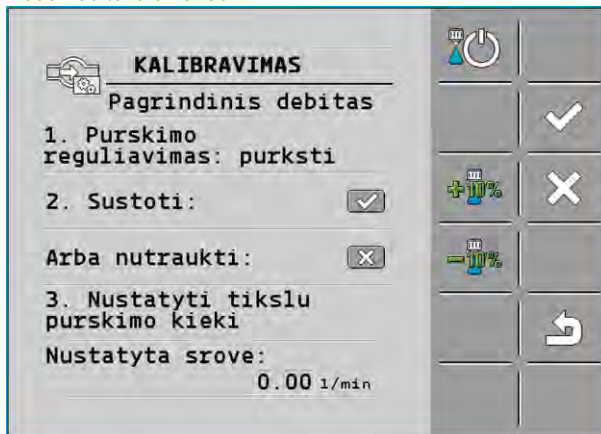 KALIBRAVIMAS
Pagrindinis debitas
1. Purskimo
reguliavimas: purksti
2. Sustoti:
Arba nutraukti:
3. Nustatyti tikslu
purskimo kieki
Nustatyta srove:
0.00 l/min
+10%
-10%